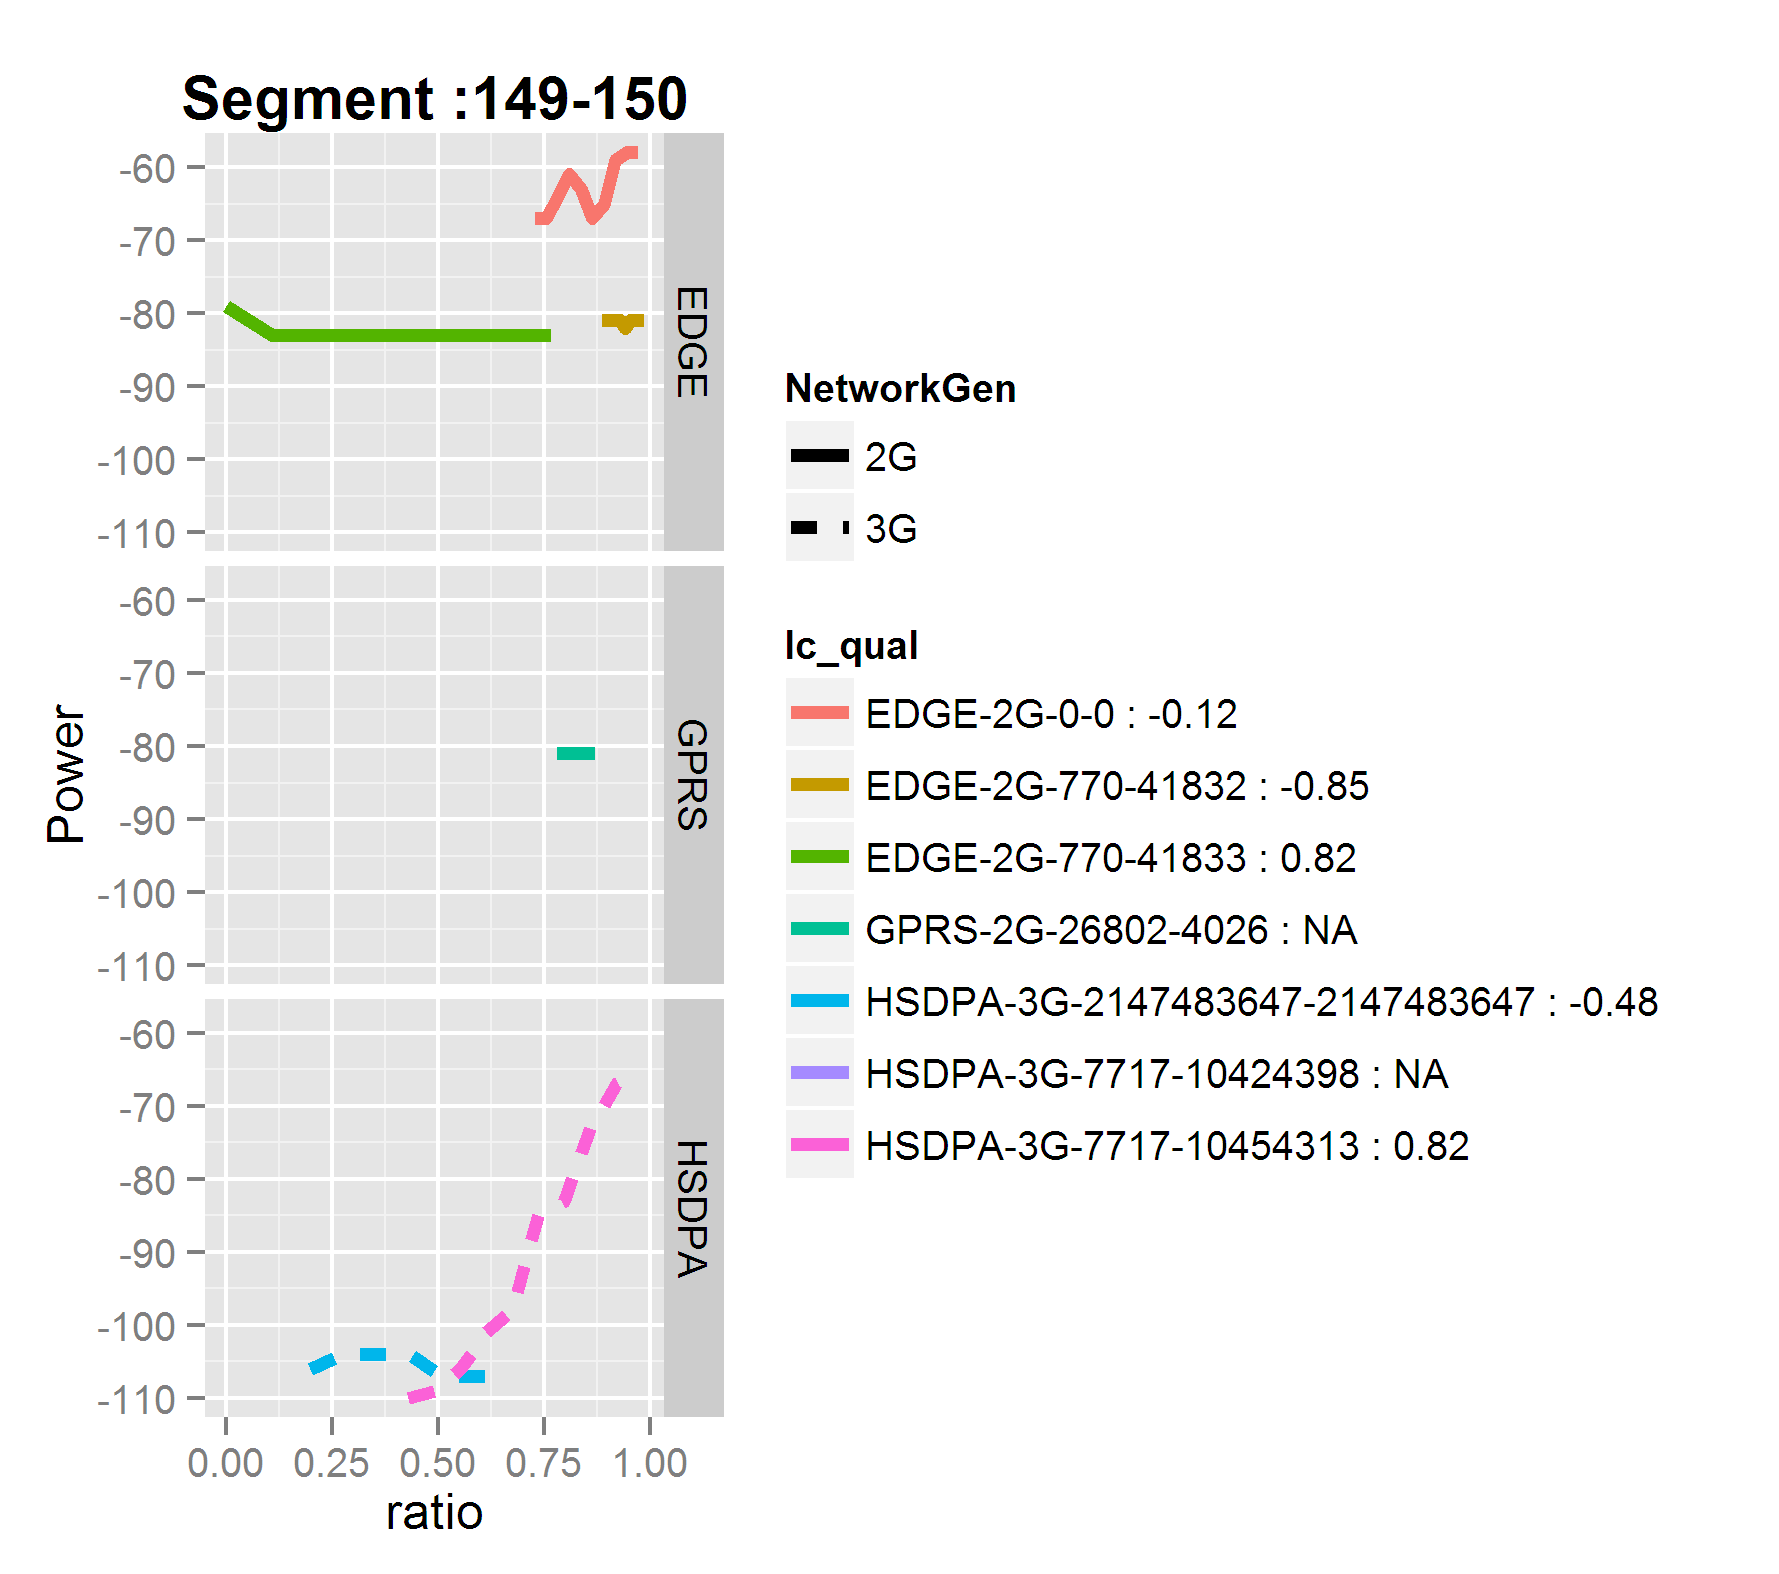 Segment :149-150
-60
-70
-80
-90
-100
-110
EDGE
-60
-70
-80
-90
-100
-110
GPRS
-60
-70
-80
-90
-100
-110
HSDPA
Power
0.00 0.25 0.50 0.75 1.00
ratio
NetworkGen
2G
3G
lc_qual
EDGE-2G-0-0 : -0.12
EDGE-2G-770-41832 : -0.85
EDGE-2G-770-41833 : 0.82
GPRS-2G-26802-4026 : NA
HSDPA-3G-2147483647-2147483647 : -0.48
HSDPA-3G-7717-10424398 : NA
HSDPA-3G-7717-10454313 : 0.82